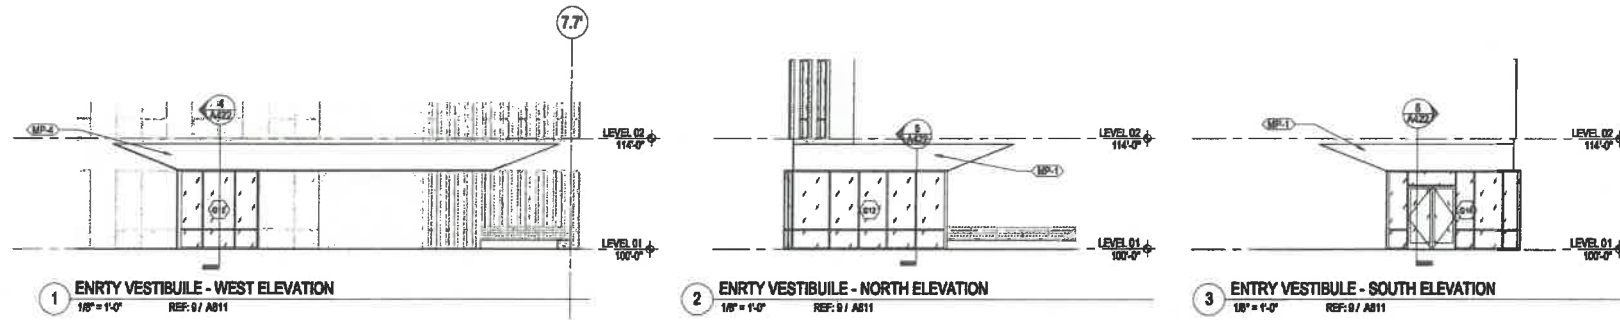 7.7'
4
A422
MP-4
LEVEL 02
114'-0"
LEVEL 01
100'-0"
1
ENRTY VESTIBUILE - WEST ELEVATION
1/8" = 1'-0" REF: 9 / A811
5
A422
MP-1
LEVEL 02
114'-0"
012
LEVEL 01
100'-0"
2
ENRTY VESTIBUILE - NORTH ELEVATION
1/8" = 1'-0" REF: 9 / A811
A422
MP-1
LEVEL 02
114'-0"
LEVEL 01
100'-0"
3
ENTRY VESTIBULE - SOUTH ELEVATION
1/8" = 1'-0" REF: 9 / A811